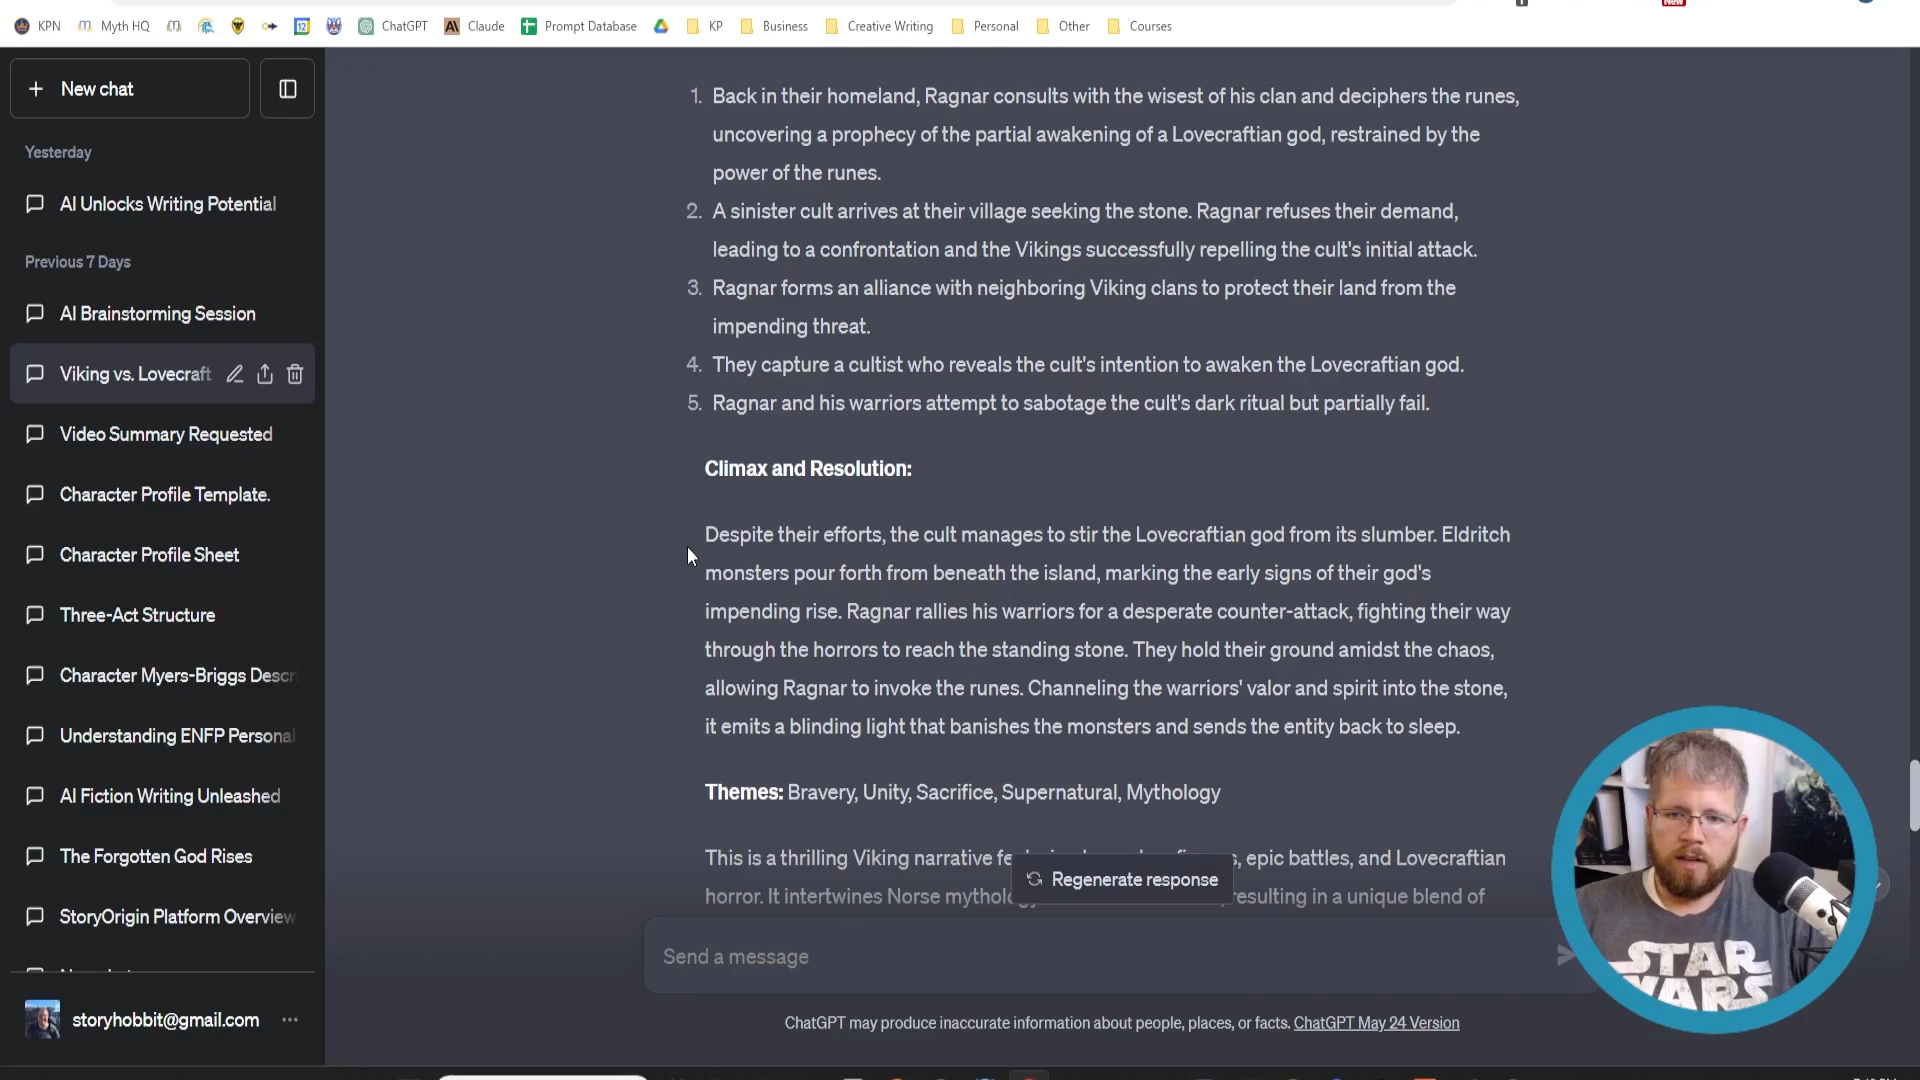 KPN Myth HQ 12 ChatGPT Claude Prompt Database KP Business Creative Writing Personal Other Courses
New
+ New chat
Yesterday
AI Unlocks Writing Potential
Previous 7 Days
AI Brainstorming Session
Viking vs. Lovecraft
Video Summary Requested
Character Profile Template.
Character Profile Sheet
Three-Act Structure
Character Myers-Briggs Descri
Understanding ENFP Personal
AI Fiction Writing Unleashed
The Forgotten God Rises
StoryOrigin Platform Overview
storyhobbit@gmail.com ...
1. Back in their homeland, Ragnar consults with the wisest of his clan and deciphers the runes,
uncovering a prophecy of the partial awakening of a Lovecraftian god, restrained by the
power of the runes.
2. A sinister cult arrives at their village seeking the stone. Ragnar refuses their demand,
leading to a confrontation and the Vikings successfully repelling the cult's initial attack.
3. Ragnar forms an alliance with neighboring Viking clans to protect their land from the
impending threat.
4. They capture a cultist who reveals the cult's intention to awaken the Lovecraftian god.
5. Ragnar and his warriors attempt to sabotage the cult's dark ritual but partially fail.
Climax and Resolution:
Despite their efforts, the cult manages to stir the Lovecraftian god from its slumber. Eldritch
monsters pour forth from beneath the island, marking the early signs of their god's
impending rise. Ragnar rallies his warriors for a desperate counter-attack, fighting their way
through the horrors to reach the standing stone. They hold their ground amidst the chaos,
allowing Ragnar to invoke the runes. Channeling the warriors' valor and spirit into the stone,
it emits a blinding light that banishes the monsters and sends the entity back to sleep.
Themes: Bravery, Unity, Sacrifice, Supernatural, Mythology
This is a thrilling Viking narrative epic battles, and Lovecraftian
horror. It intertwines Norse resulting in a unique blend of
Regenerate response
Send a message
ChatGPT may produce inaccurate information about people, places, or facts. ChatGPT May 24 Version
STAR
WARS